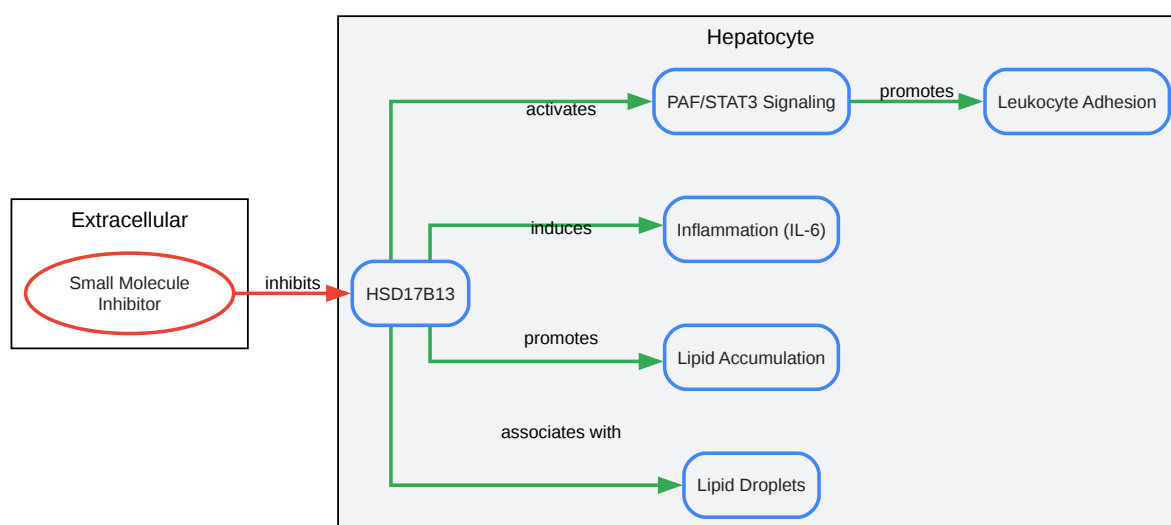 Hepatocyte
PAF/STAT3 Signaling
promotes
Leukocyte Adhesion
activates
Extracellular
induces
Inflammation (IL-6)
Small Molecule
Inhibitor
inhibits
HSD17B13
promotes
Lipid Accumulation
associates with
Lipid Droplets